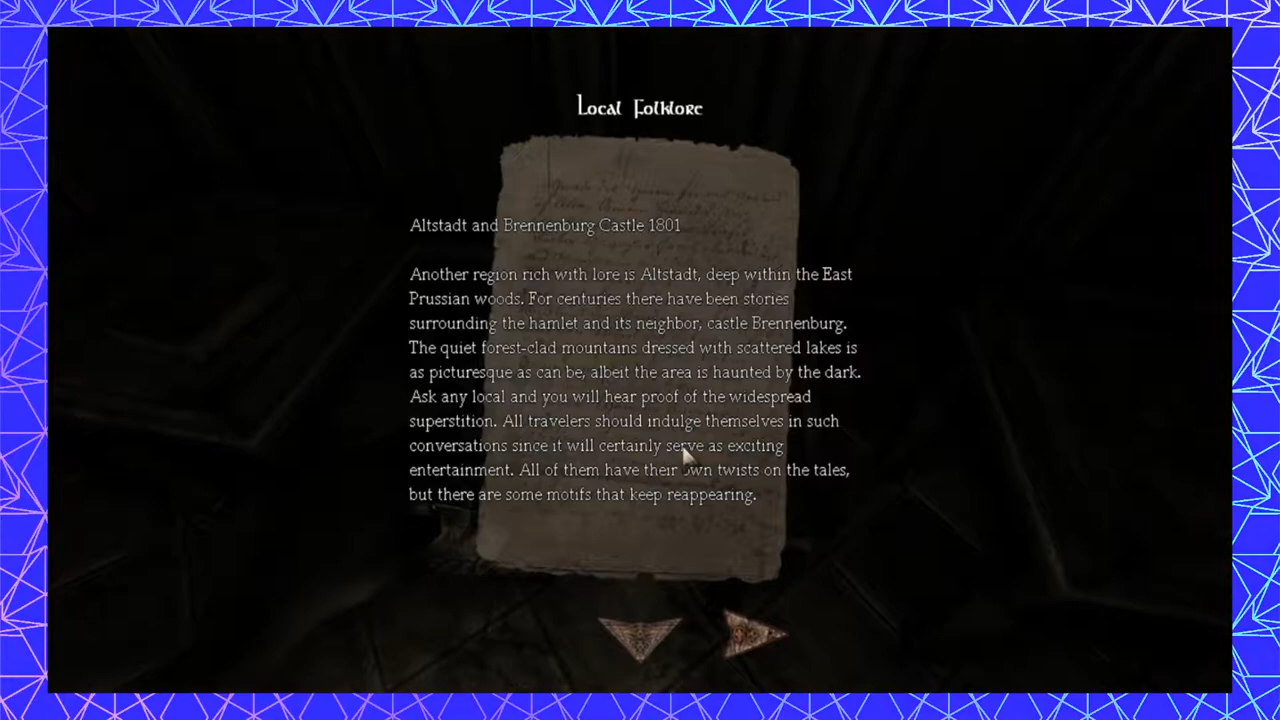 Local Folklore
Altstadt and Brennenburg Castle 1801
Another region rich with lore is Altstadt, deep within the East
Prussian woods. For centuries there have been stories
surrounding the hamlet and its neighbor, castle Brennenburg.
The quiet forest-clad mountains dressed with scattered lakes is
as picturesque as can be, albeit the area is haunted by the dark.
Ask any local and you will hear proof of the widespread
superstition. All travelers should indulge themselves in such
conversations since it will certainly serve as exciting
entertainment. All of them have their own twists on the tales,
but there are some motifs that keep reappearing.